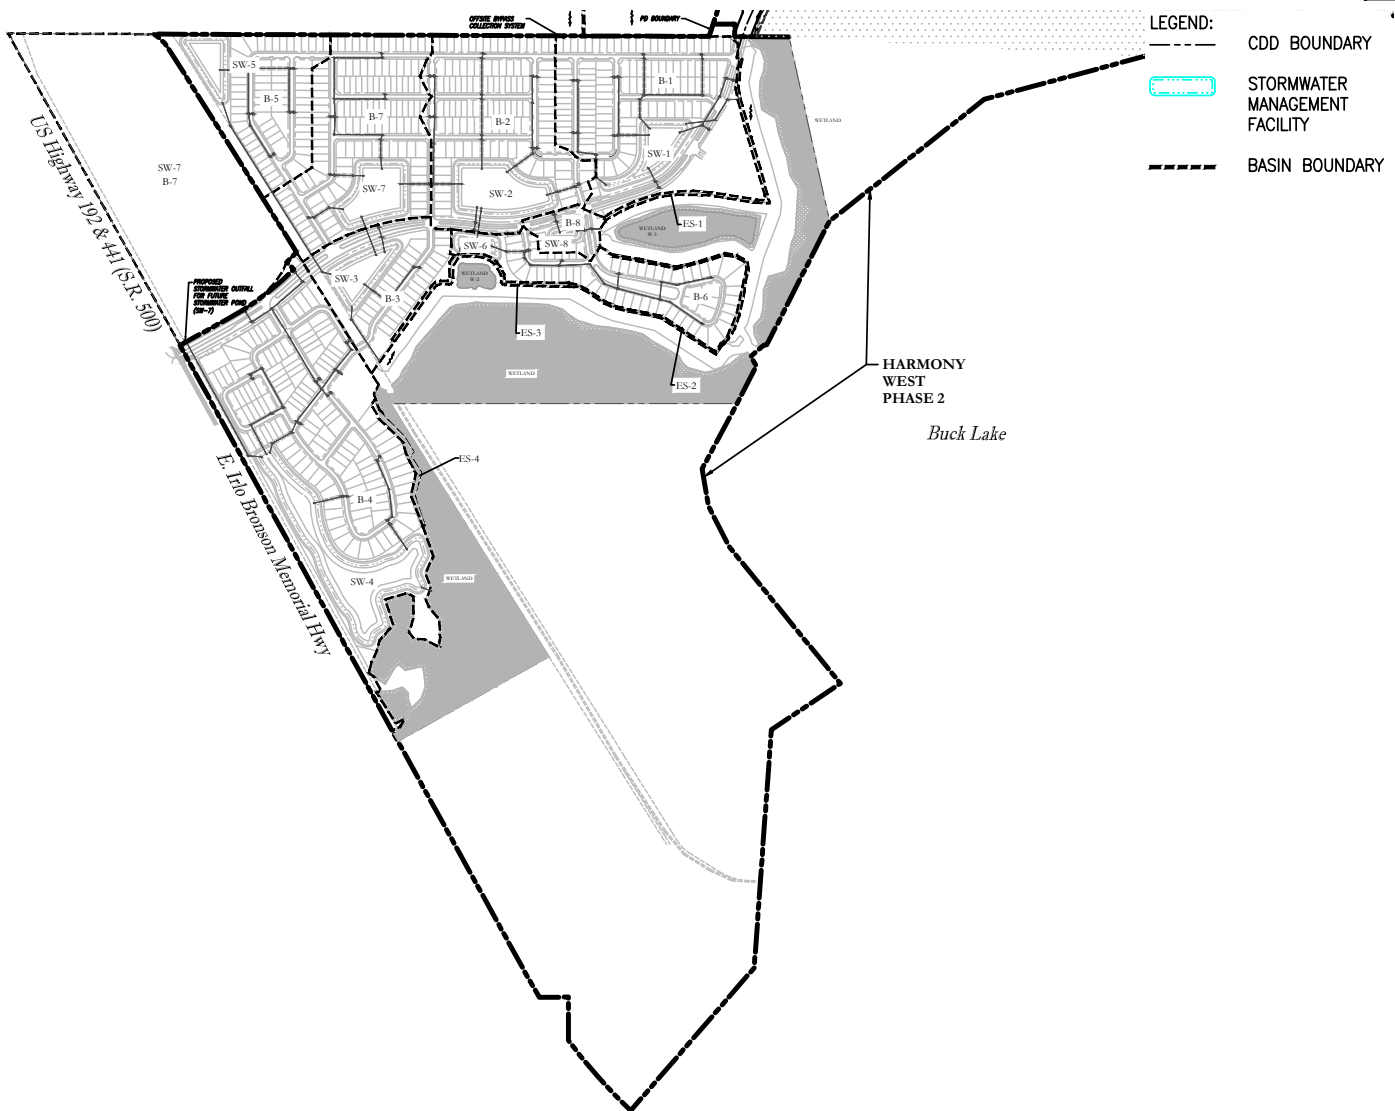 OFFSITE BYPASS
COLLECTION SYSTEM
PD BOUNDARY
LEGEND:
CDD BOUNDARY
STORMWATER
MANAGEMENT
FACILITY
BASIN BOUNDARY
SW-5
B-5
B-7
B-2
B-1
WETLAND
US Highway 192 & 441 (S.R. 500)
SW-7
B-7
SW-7
SW-2
SW-1
B-8
ES-1
WETLAND
W-3
SW-6
SW-8
WETLAND
W-2
SW-3
B-3
B-6
PROPOSED
STORMWATER OUTFALL
FOR FUTURE
STORMWATER POND
(SW-7)
ES-3
WETLAND
ES-2
HARMONY
WEST
PHASE 2
Buck Lake
ES-4
B-4
E. Irlo Bronson Memorial Hwy
SW-4
WETLAND